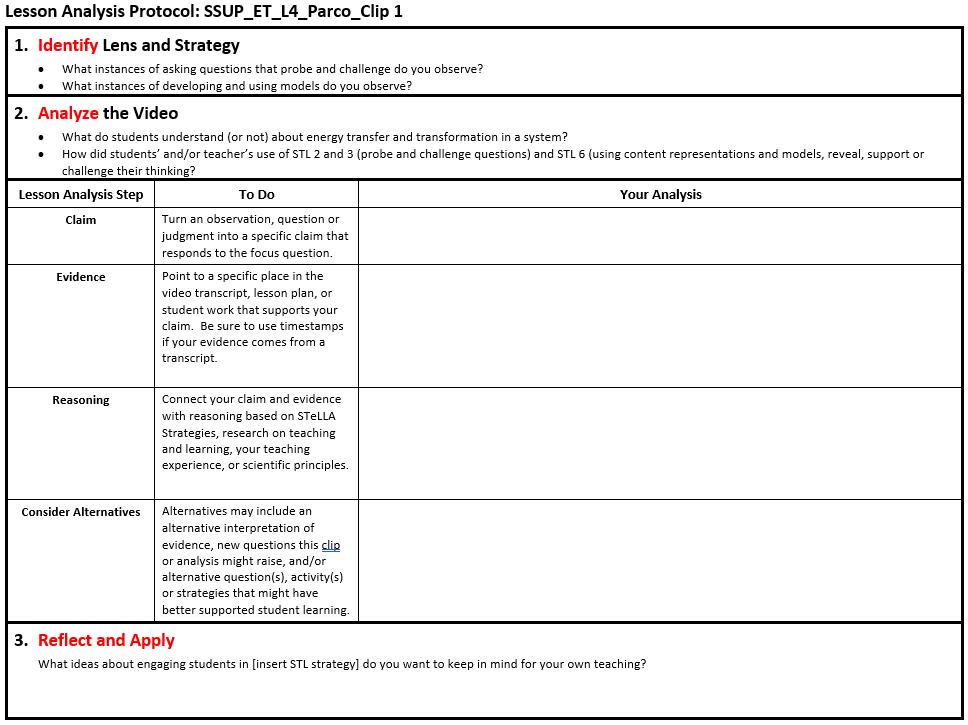 Lesson Analysis Protocol: SSUP_ET_L4_Parco_Clip 1
1. Identify Lens and Strategy
• What instances of asking questions that probe and challenge do you observe?
• What instances of developing and using models do you observe?
2. Analyze the Video
• What do students understand (or not) about energy transfer and transformation in a system?
• How did students’ and/or teacher’s use of STL 2 and 3 (probe and challenge questions) and STL 6 (using content representations and models, reveal, support or
challenge their thinking?
Lesson Analysis Step To Do Your Analysis
Claim
Turn an observation, question or
judgment into a specific claim that
responds to the focus question.
Evidence
Point to a specific place in the
video transcript, lesson plan, or
student work that supports your
claim.  Be sure to use timestamps
if your evidence comes from a
transcript.
Reasoning
Connect your claim and evidence
with reasoning based on STeLLA
Strategies, research on teaching
and learning, your teaching
experience, or scientific principles.
Consider Alternatives
Alternatives may include an
alternative interpretation of
evidence, new questions this clip
or analysis might raise, and/or
alternative question(s), activity(s)
or strategies that might have
better supported student learning.
3. Reflect and Apply
What ideas about engaging students in [insert STL strategy] do you want to keep in mind for your own teaching?